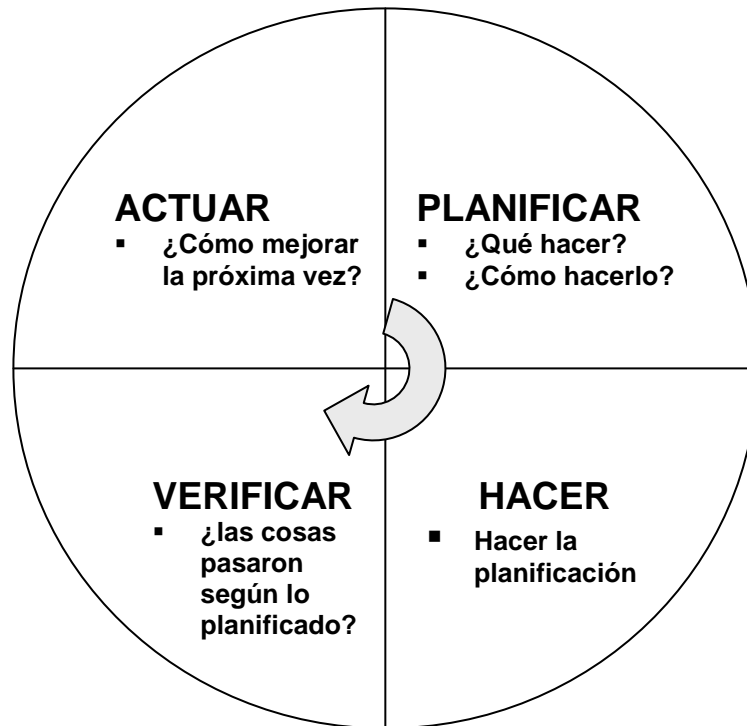 ACTUAR
▪ ¿Cómo mejorar
la próxima vez?
PLANIFICAR
▪ ¿Qué hacer?
▪ ¿Cómo hacerlo?
VERIFICAR
▪ ¿las cosas
pasaron
según lo
planificado?
HACER
▪ Hacer la
planificación